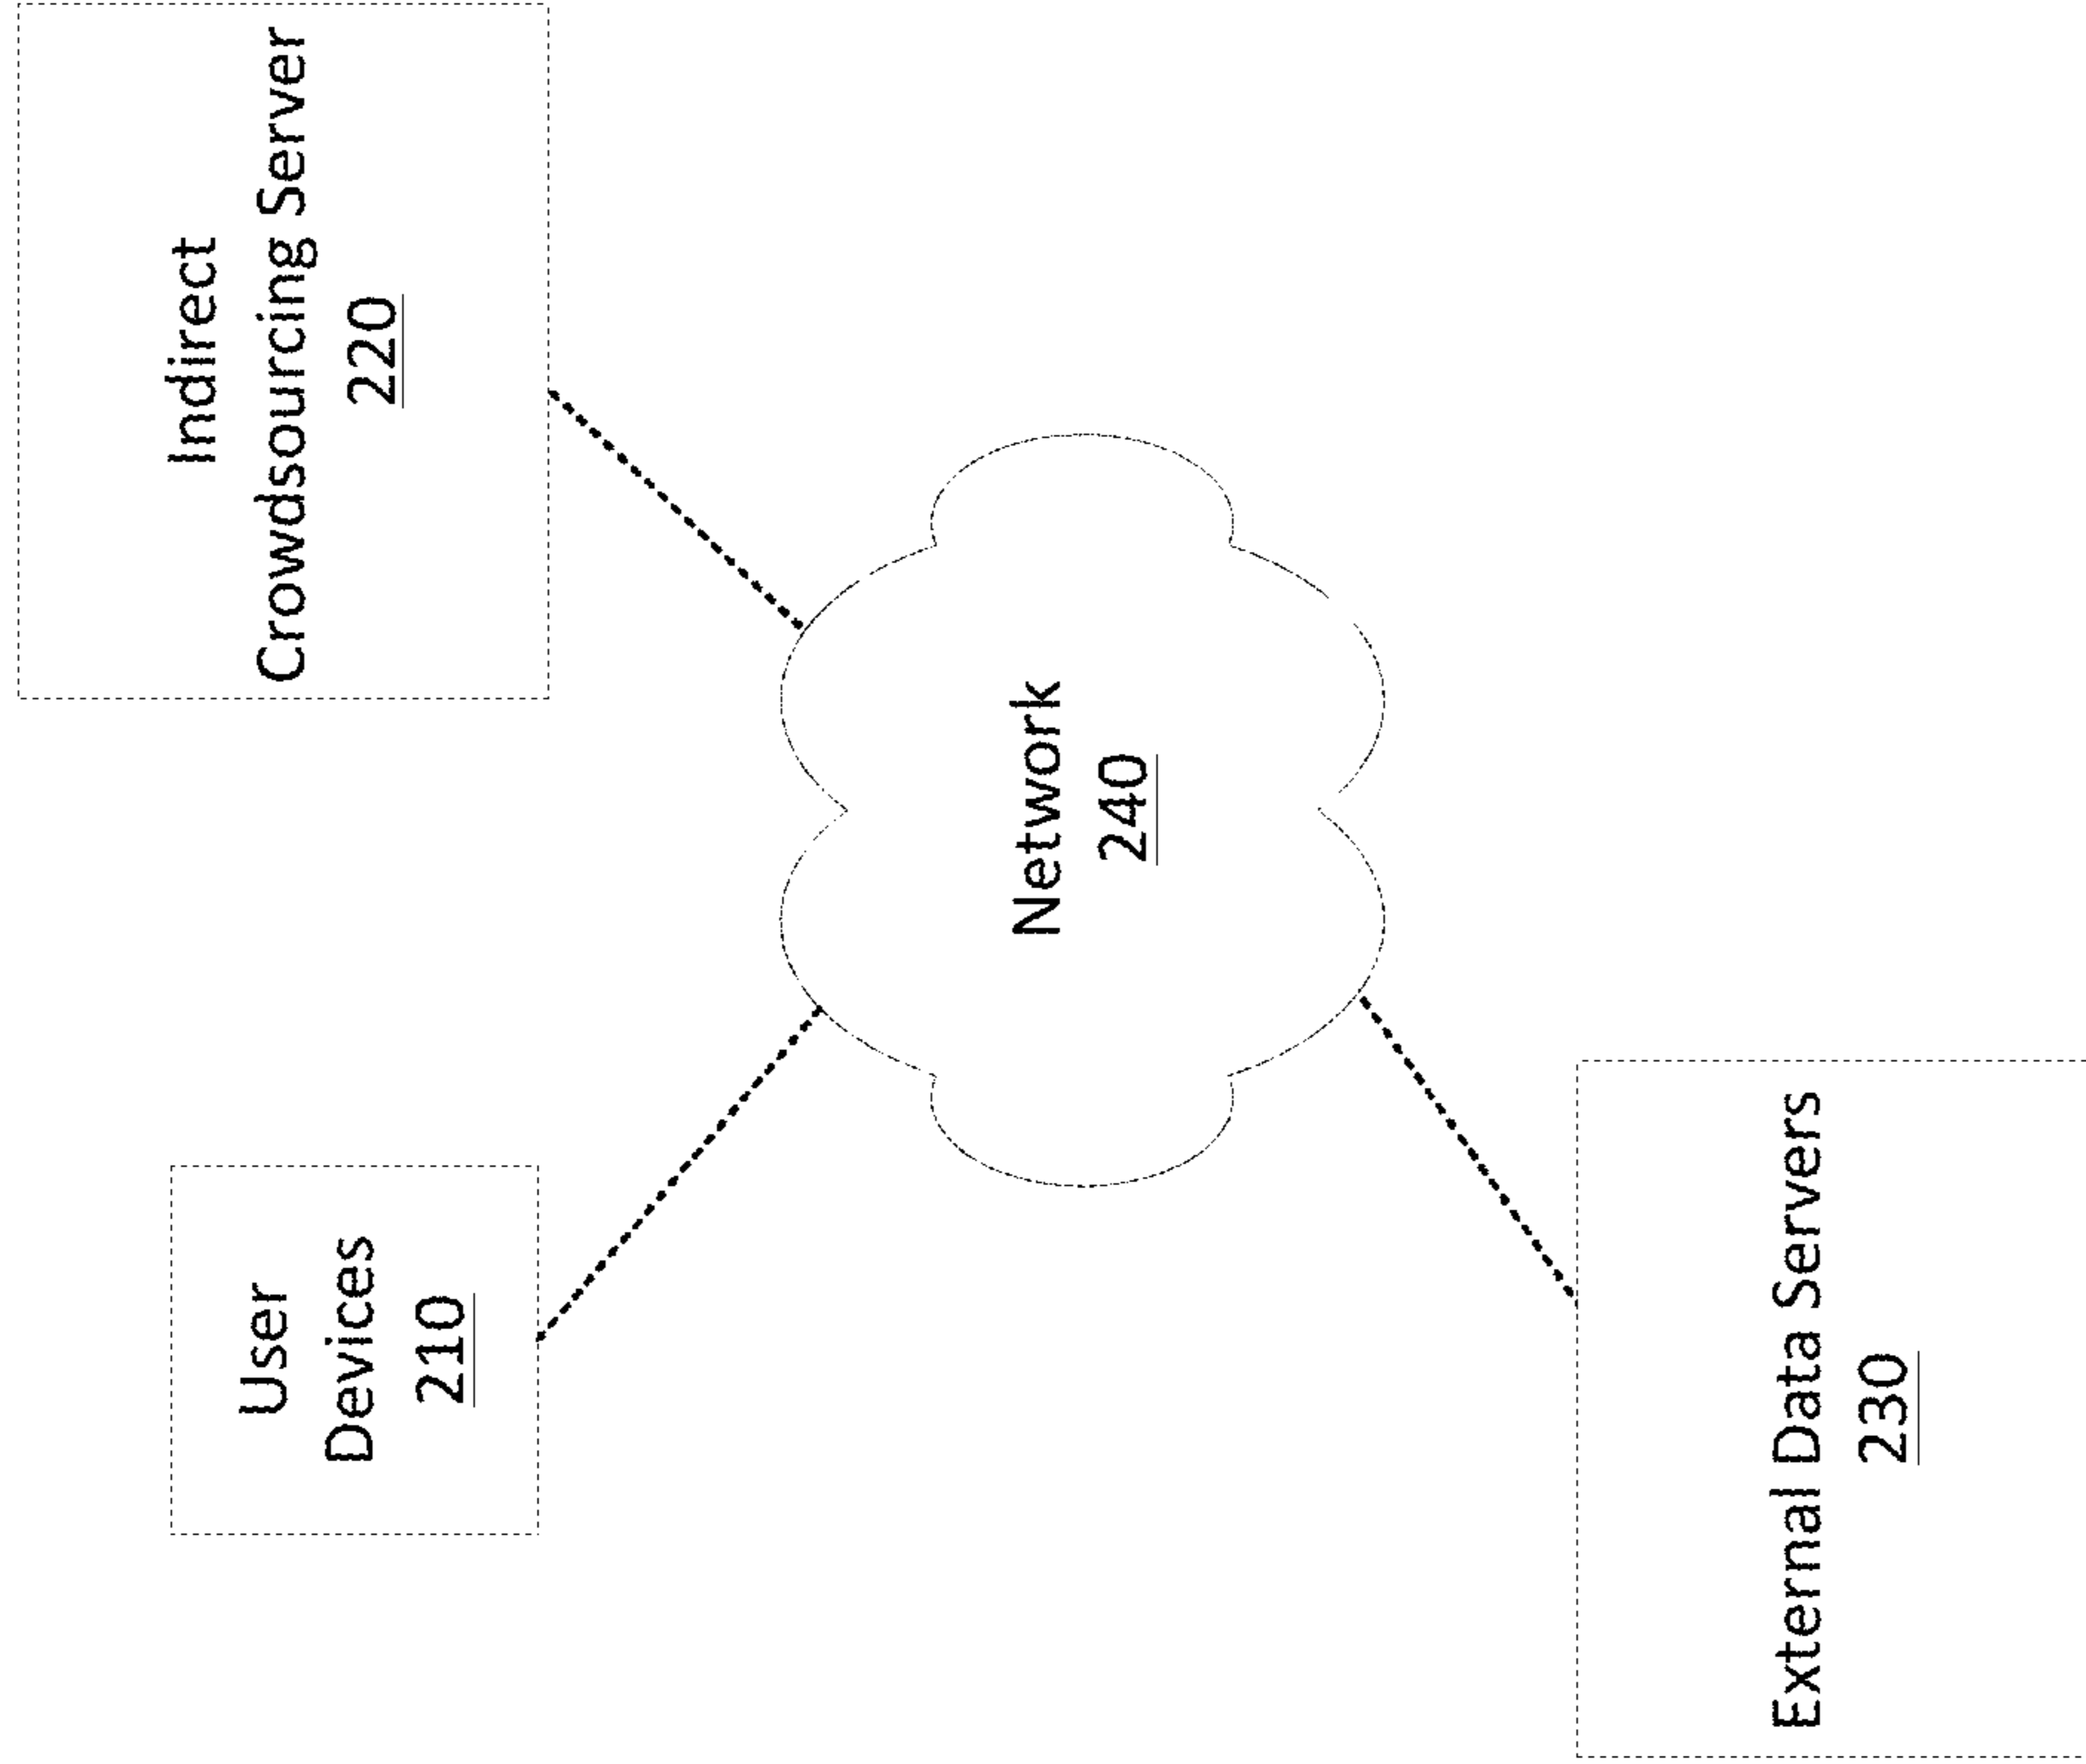 User
Devices
210
Indirect
Crowdsourcing Server
220
Network
240
External Data Servers
230